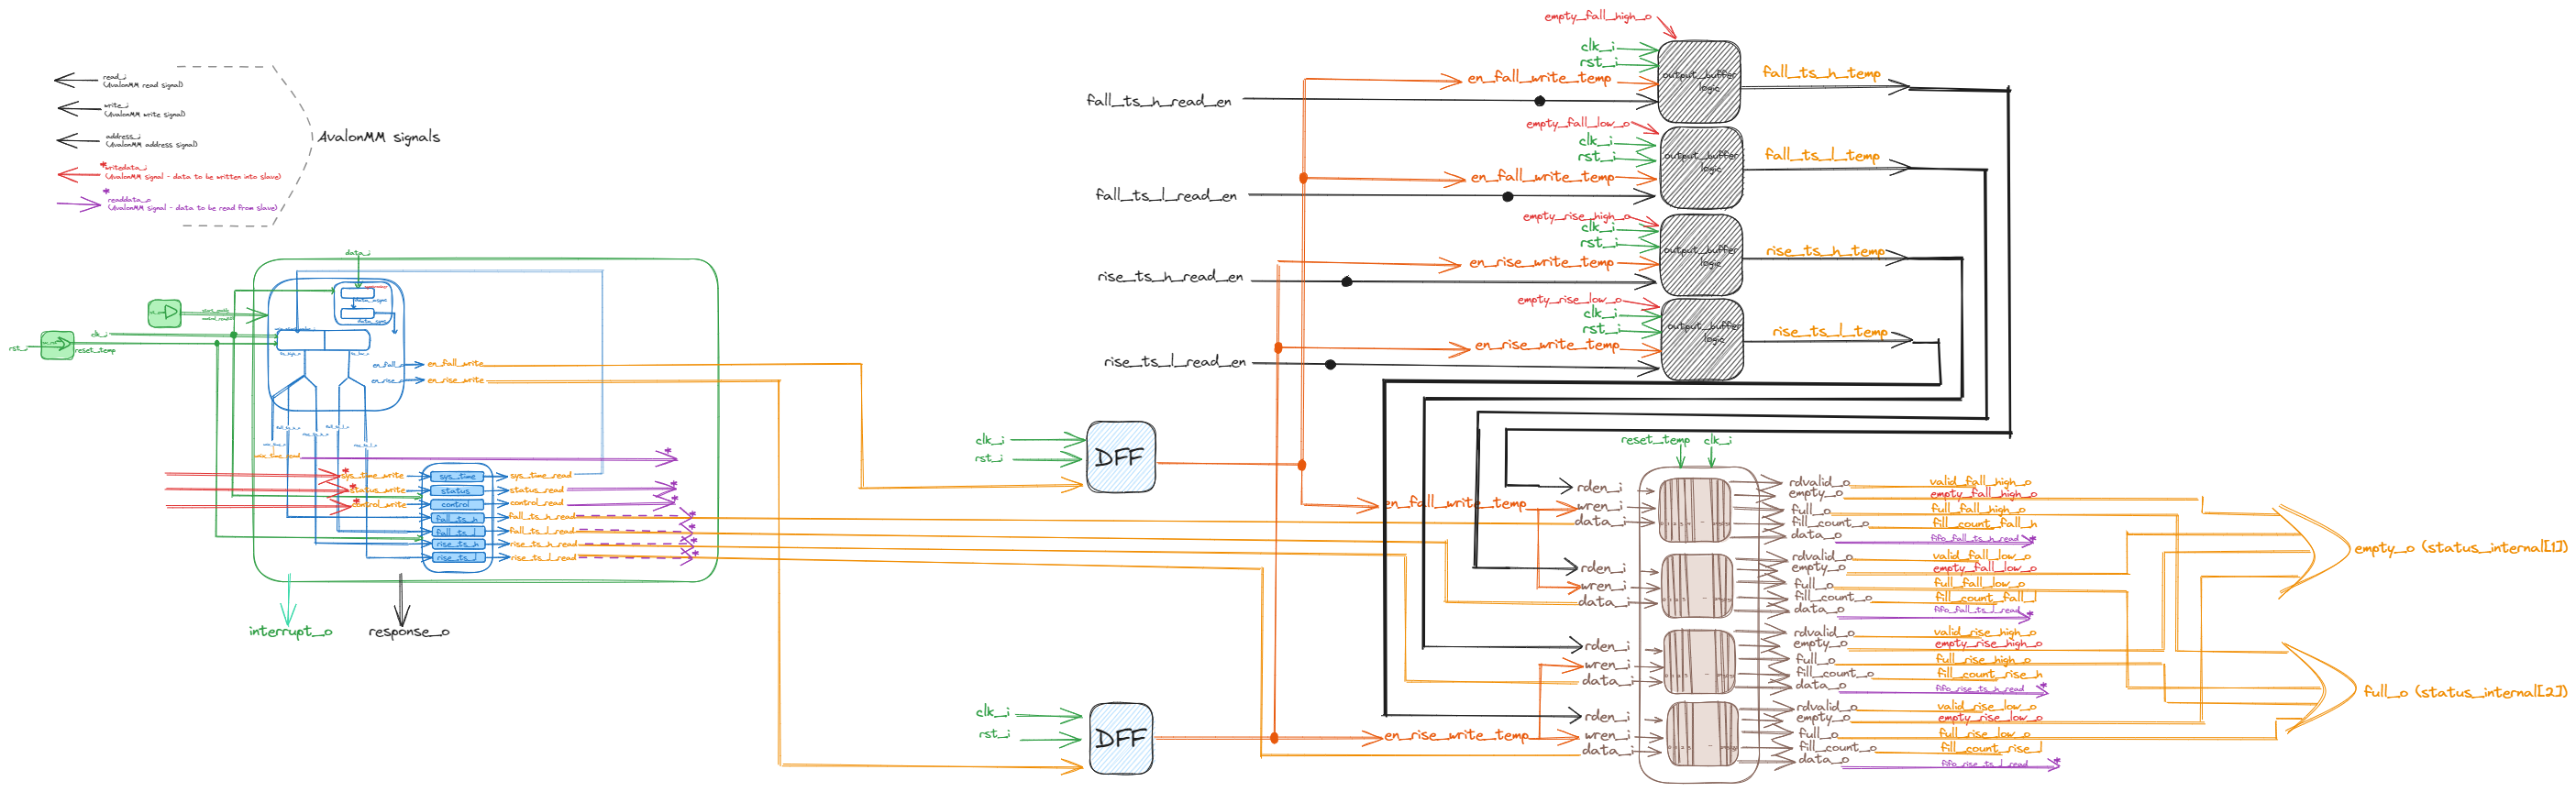 read_i
(AvalonMM read signal)
write_i
(AvalonMM write signal)
address_i
(AvalonMM address signal)
*writedata_i
(AvalonMM signal - data to be written into slave)
*
readdata_o
(AvalonMM signal - data to be read from slave)
AvalonMM signals
data_i
data_async
data_sync
clk_i
rst_i
reset_temp
en_fall
en_fall_write
en_rise
en_rise_write
*
*
sys_time_write
sys_time
sys_time_read
*
*
status_write
status
status_read
*
*
control_write
control
control_read
fall_ts_h
fall_ts_h_read
*
fall_ts_l
fall_ts_l_read
*
rise_ts_h
rise_ts_h_read
*
rise_ts_l
rise_ts_l_read
*
interrupt_o
response_o
clk_i
rst_i
DFF
clk_i
rst_i
DFF
empty_fall_high_o
clk_i
rst_i
en_fall_write_temp
fall_ts_h_read_en
output_buffer
logic
fall_ts_h_temp
empty_fall_low_o
clk_i
rst_i
en_fall_write_temp
fall_ts_l_read_en
output_buffer
logic
fall_ts_l_temp
empty_rise_high_o
clk_i
rst_i
en_rise_write_temp
rise_ts_h_read_en
output_buffer
logic
rise_ts_h_temp
empty_rise_low_o
clk_i
rst_i
en_rise_write_temp
rise_ts_l_read_en
output_buffer
logic
rise_ts_l_temp
reset_temp
clk_i
en_fall_write_temp
rden_i
wren_i
data_i
rdvalid_o
valid_fall_high_o
empty_o
empty_fall_high_o
full_o
full_fall_high_o
fill_count_o
fill_count_fall_h
data_o
fifo_fall_ts_h_read
*
rden_i
wren_i
data_i
rdvalid_o
valid_fall_low_o
empty_o
empty_fall_low_o
full_o
full_fall_low_o
fill_count_o
fill_count_fall_l
data_o
fifo_fall_ts_l_read
*
rden_i
wren_i
data_i
rdvalid_o
valid_rise_high_o
empty_o
empty_rise_high_o
full_o
full_rise_high_o
fill_count_o
fill_count_rise_h
data_o
fifo_rise_ts_h_read
*
en_rise_write_temp
rden_i
wren_i
data_i
rdvalid_o
valid_rise_low_o
empty_o
empty_rise_low_o
full_o
full_rise_low_o
fill_count_o
fill_count_rise_l
data_o
fifo_rise_ts_l_read
*
empty_o (status_internal[1])
full_o (status_internal[2])